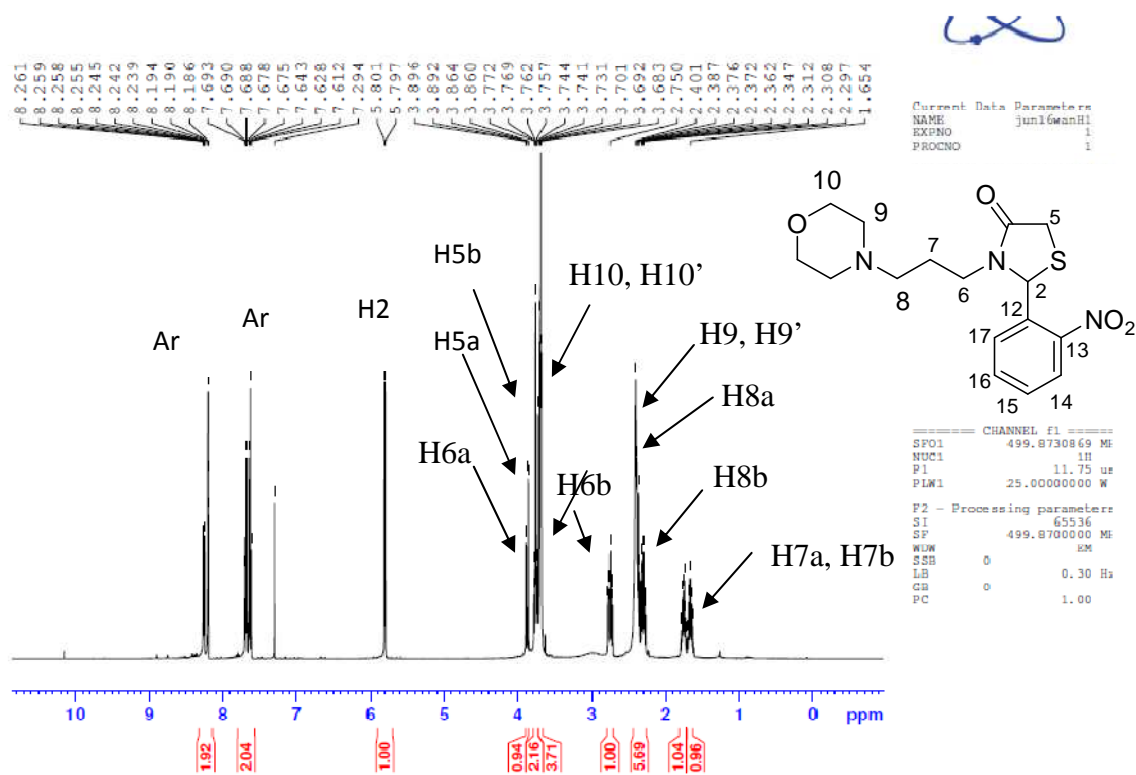 8.261
8.259
8.258
8.255
8.245
8.242
8.239
8.194
8.190
8.186
7.693
7.690
7.688
7.678
7.675
7.643
7.628
7.612
7.294
5.801
5.797
3.896
3.892
3.864
3.860
3.772
3.769
3.762
3.757
3.744
3.741
3.731
3.701
3.692
3.683
2.750
2.401
2.387
2.376
2.372
2.362
2.347
2.312
2.308
2.297
1.654
Current Data Parameters
NAME jun16wanH1
EXPNO 1
PROCNO 1
10
O
9
N
8
7
6
N
O
5
S
2
12
17
13
NO2
16
15
14
H5b
H10, H10’
Ar
Ar
H2
H5a
H9, H9’
H8a
H6a
H6b
H8b
H7a, H7b
======== CHANNEL f1 ======
SFO1 499.8730869 MH
NUC1 1H
P1 11.75 us
PLW1 25.00000000 W
F2 - Processing parameters
SI 65536
SF 499.8700000 MH
WDW EM
SSB 0
LB 0.30 Hz
GB 0
PC 1.00
10 9 8 7 6 5 4 3 2 1 0 ppm
1.92 2.04 1.00 0.94 2.16 3.71 1.00 5.69 1.04 0.96